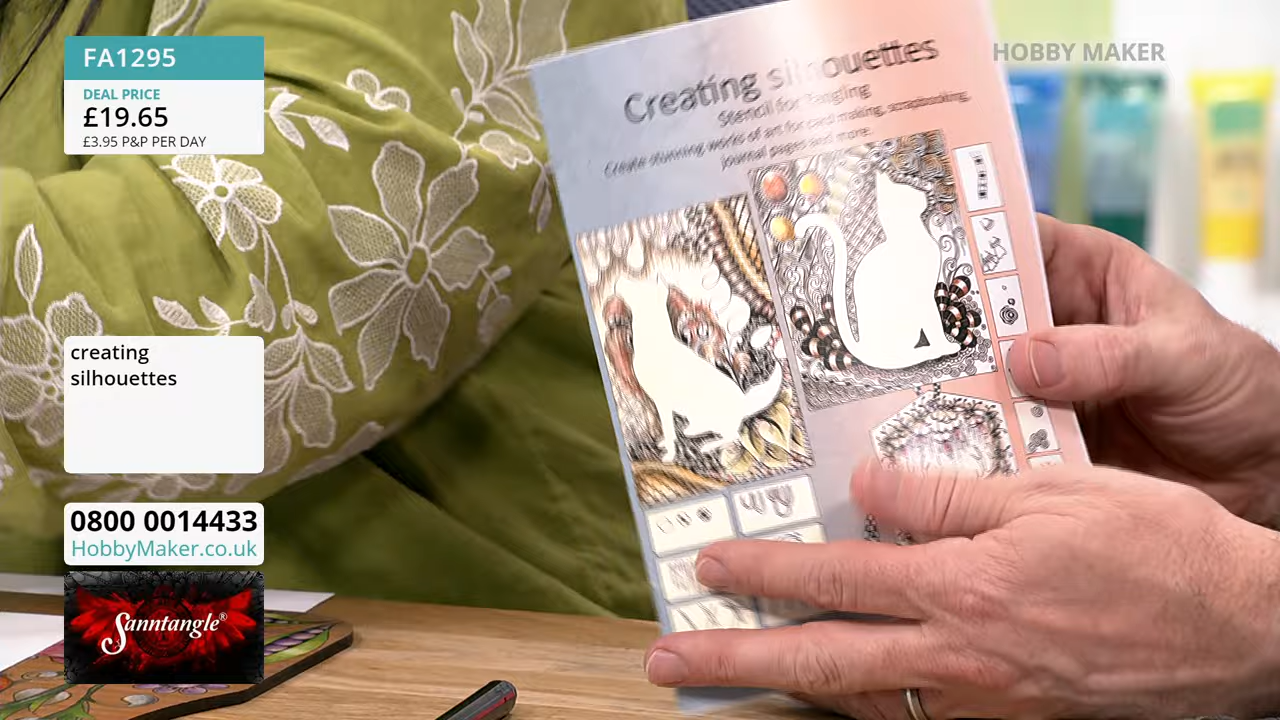 FA1295
DEAL PRICE
£19.65
£3.95 P&P PER DAY
HOBBY MAKER
Creating silhouettes
Stencil for Tangling
Create stunning works of art for card making, scrapbooking,
journal pages and more.
creating
silhouettes
0800 0014433
HobbyMaker.co.uk
Sanntangle®